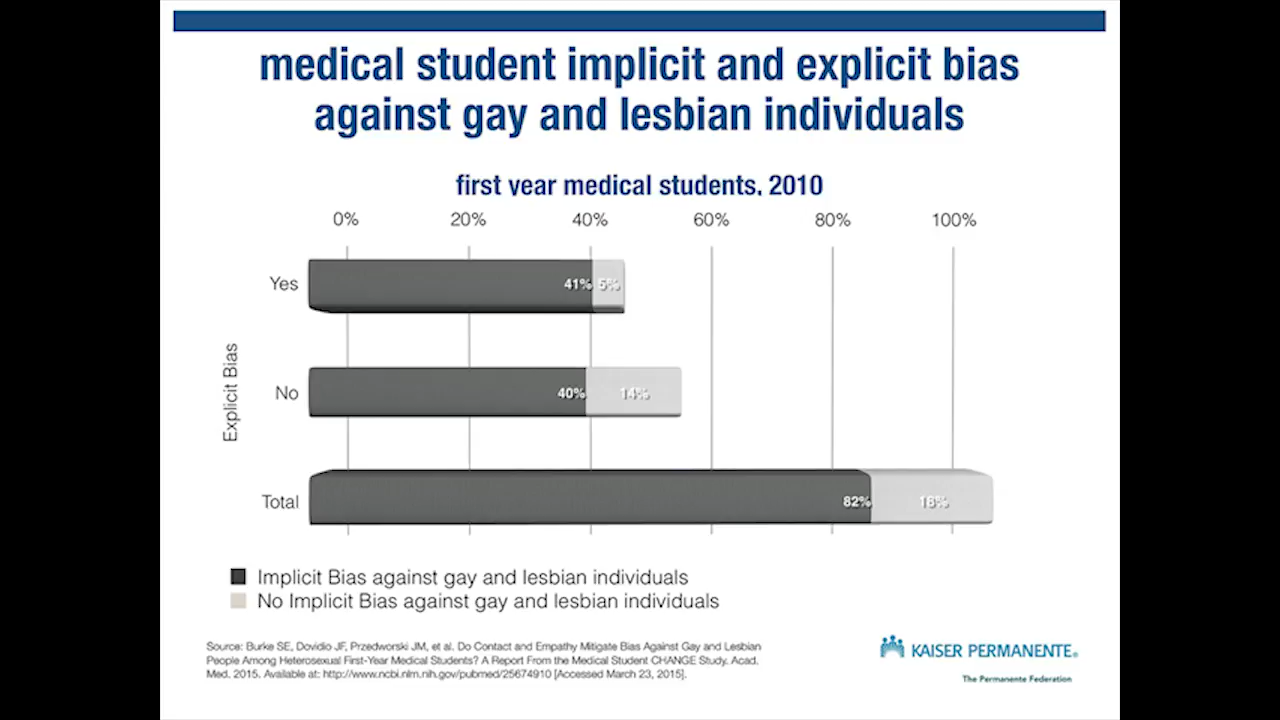 medical student implicit and explicit bias
against gay and lesbian individuals
first year medical students, 2010
0% 20% 40% 60% 80% 100%
Yes 41% 5%
No 40% 14%
Explicit Bias
Total 82% 18%
Implicit Bias against gay and lesbian individuals
No Implicit Bias against gay and lesbian individuals
Source: Burke SE, Dovidio JF, Przedworski JM, et al. Do Contact and Empathy Mitigate Bias Against Gay and Lesbian
People Among Heterosexual First-Year Medical Students? A Report From the Medical Student CHANGE Study. Acad.
Med. 2015. Available at: http://www.ncbi.nlm.nih.gov/pubmed/25674910 [Accessed March 23, 2015].
KAISER PERMANENTE®
The Permanente Federation